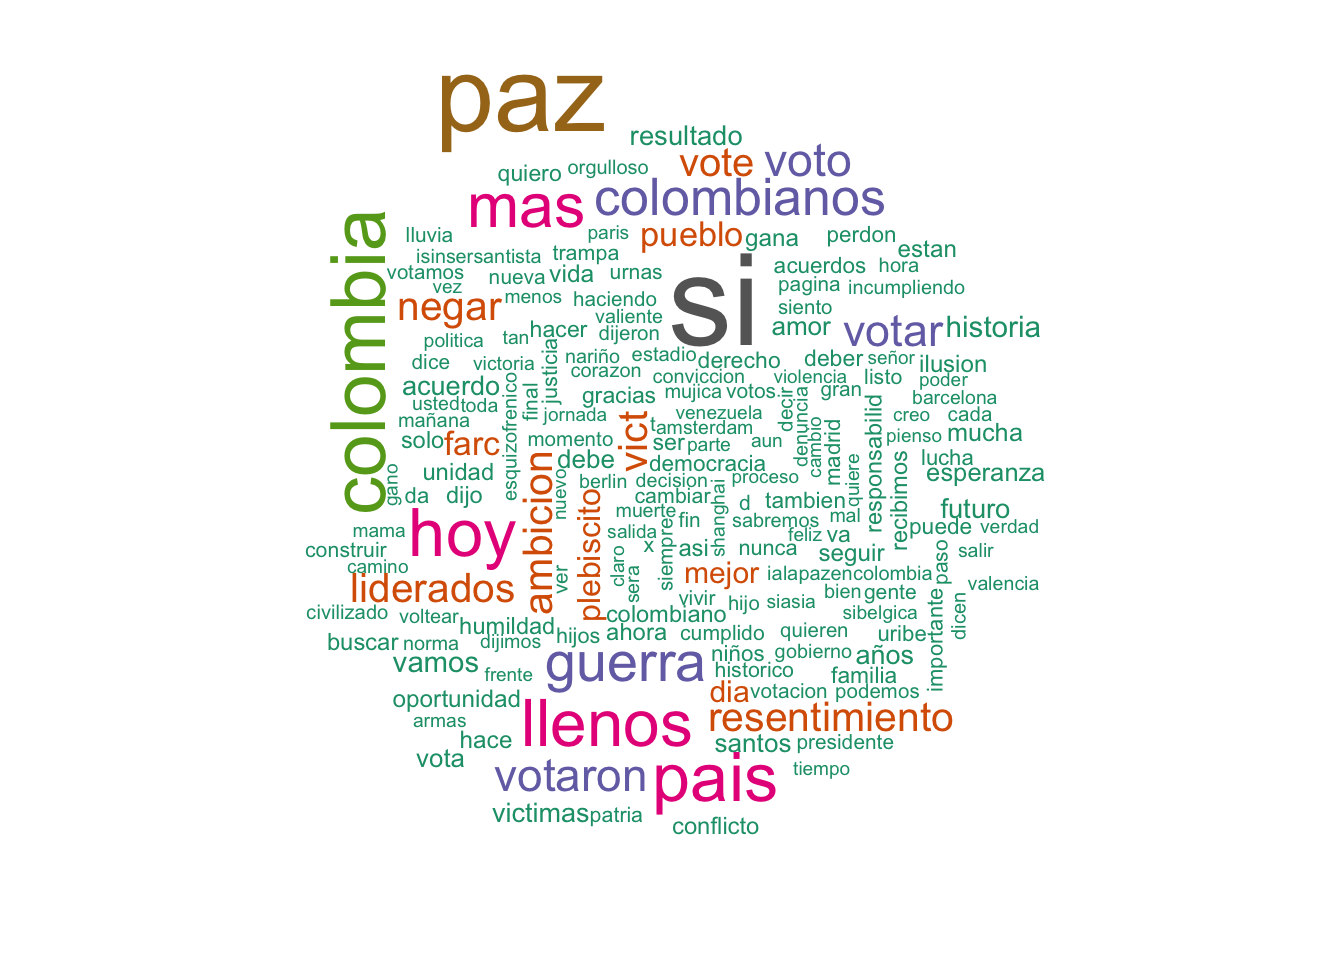 paz
resultado
quiero
orgulloso
vote
voto
mas
colombianos
colombia
lluvia
paris
pueblo
gana
perdon
estan
isinsersantista
trampa
votamos
nueva
vida
urnas
si
acuerdos
hora
vez
menos
haciendo
pagina
incumpliendo
negar
valiente
siento
amor
votar
historia
politica
tan
hacer
dijeron
dice
victoria
justicia
nariño
estadio
derecho
deber
señor
ilusion
corazon
conviccion
violencia
listo
poder
acuerdo
esquizofrenico
final
gracias
mujica
votos
decir
gran
barcelona
usted
toda
jornada
vict
venezuela
denuncia
creo
cada
mañana
t
amsterdam
cambio
madrid
responsabilid
solo
farc
momento
ser
parte
aun
pienso
mucha
gano
unidad
ambicion
debe
democracia
quiere
recibimos
lucha
nuevo
berlin
decision
proceso
esperanza
da
dijo
plebiscito
cambiar
shanghai
d
tambien
futuro
hoy
muerte
fin
sabremos
mal
puede
verdad
mama
salida
siempre
feliz
va
construir
x
asi
nunca
seguir
paso
salir
camino
ver
claro
sera
mejor
ialapazencolombia
liderados
vivir
hijo
siasia
bien
gente
valencia
civilizado
voltear
humildad
colombiano
sibelgica
importante
dicen
buscar
norma
dijimos
hijos
ahora
cumplido
quieren
uribe
vamos
frente
guerra
niños
gobierno
años
historico
familia
oportunidad
dia
votacion
podemos
armas
llenos
resentimiento
hace
santos
presidente
vota
votaron
pais
tiempo
victimas
patria
conflicto